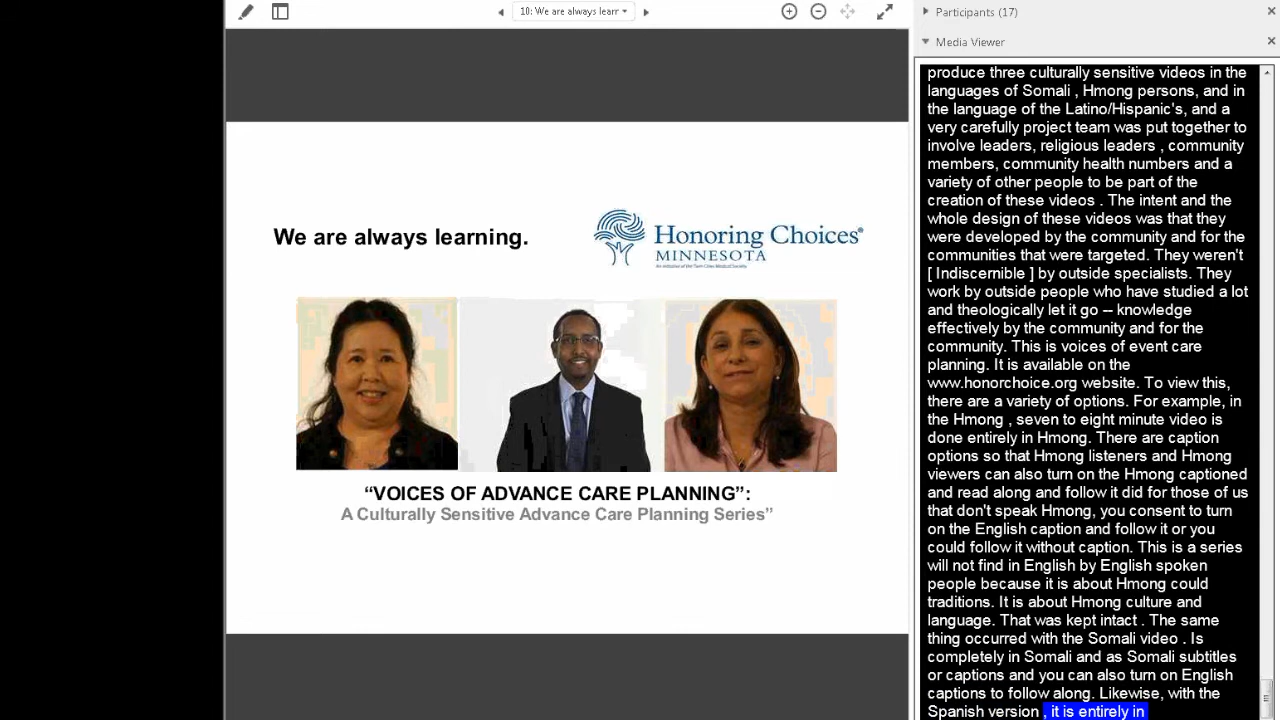 10: We are always learr
Participants (17)
Media Viewer
We are always learning.
Honoring Choices®
MINNESOTA
An initiative of the Twin Cities Medical Society
“VOICES OF ADVANCE CARE PLANNING”:
A Culturally Sensitive Advance Care Planning Series”
produce three culturally sensitive videos in the
languages of Somali , Hmong persons, and in
the language of the Latino/Hispanic's, and a
very carefully project team was put together to
involve leaders, religious leaders , community
members, community health numbers and a
variety of other people to be part of the
creation of these videos . The intent and the
whole design of these videos was that they
were developed by the community and for the
communities that were targeted. They weren't
[ Indiscernible ] by outside specialists. They
work by outside people who have studied a lot
and theologically let it go -- knowledge
effectively by the community and for the
community. This is voices of event care
planning. It is available on the
www.honorchoice.org website. To view this,
there are a variety of options. For example, in
the Hmong , seven to eight minute video is
done entirely in Hmong. There are caption
options so that Hmong listeners and Hmong
viewers can also turn on the Hmong captioned
and read along and follow it did for those of us
that don't speak Hmong, you consent to turn
on the English caption and follow it or you
could follow it without caption. This is a series
will not find in English by English spoken
people because it is about Hmong could
traditions. It is about Hmong culture and
language. That was kept intact . The same
thing occurred with the Somali video . Is
completely in Somali and as Somali subtitles
or captions and you can also turn on English
captions to follow along. Likewise, with the
Spanish version , it is entirely in